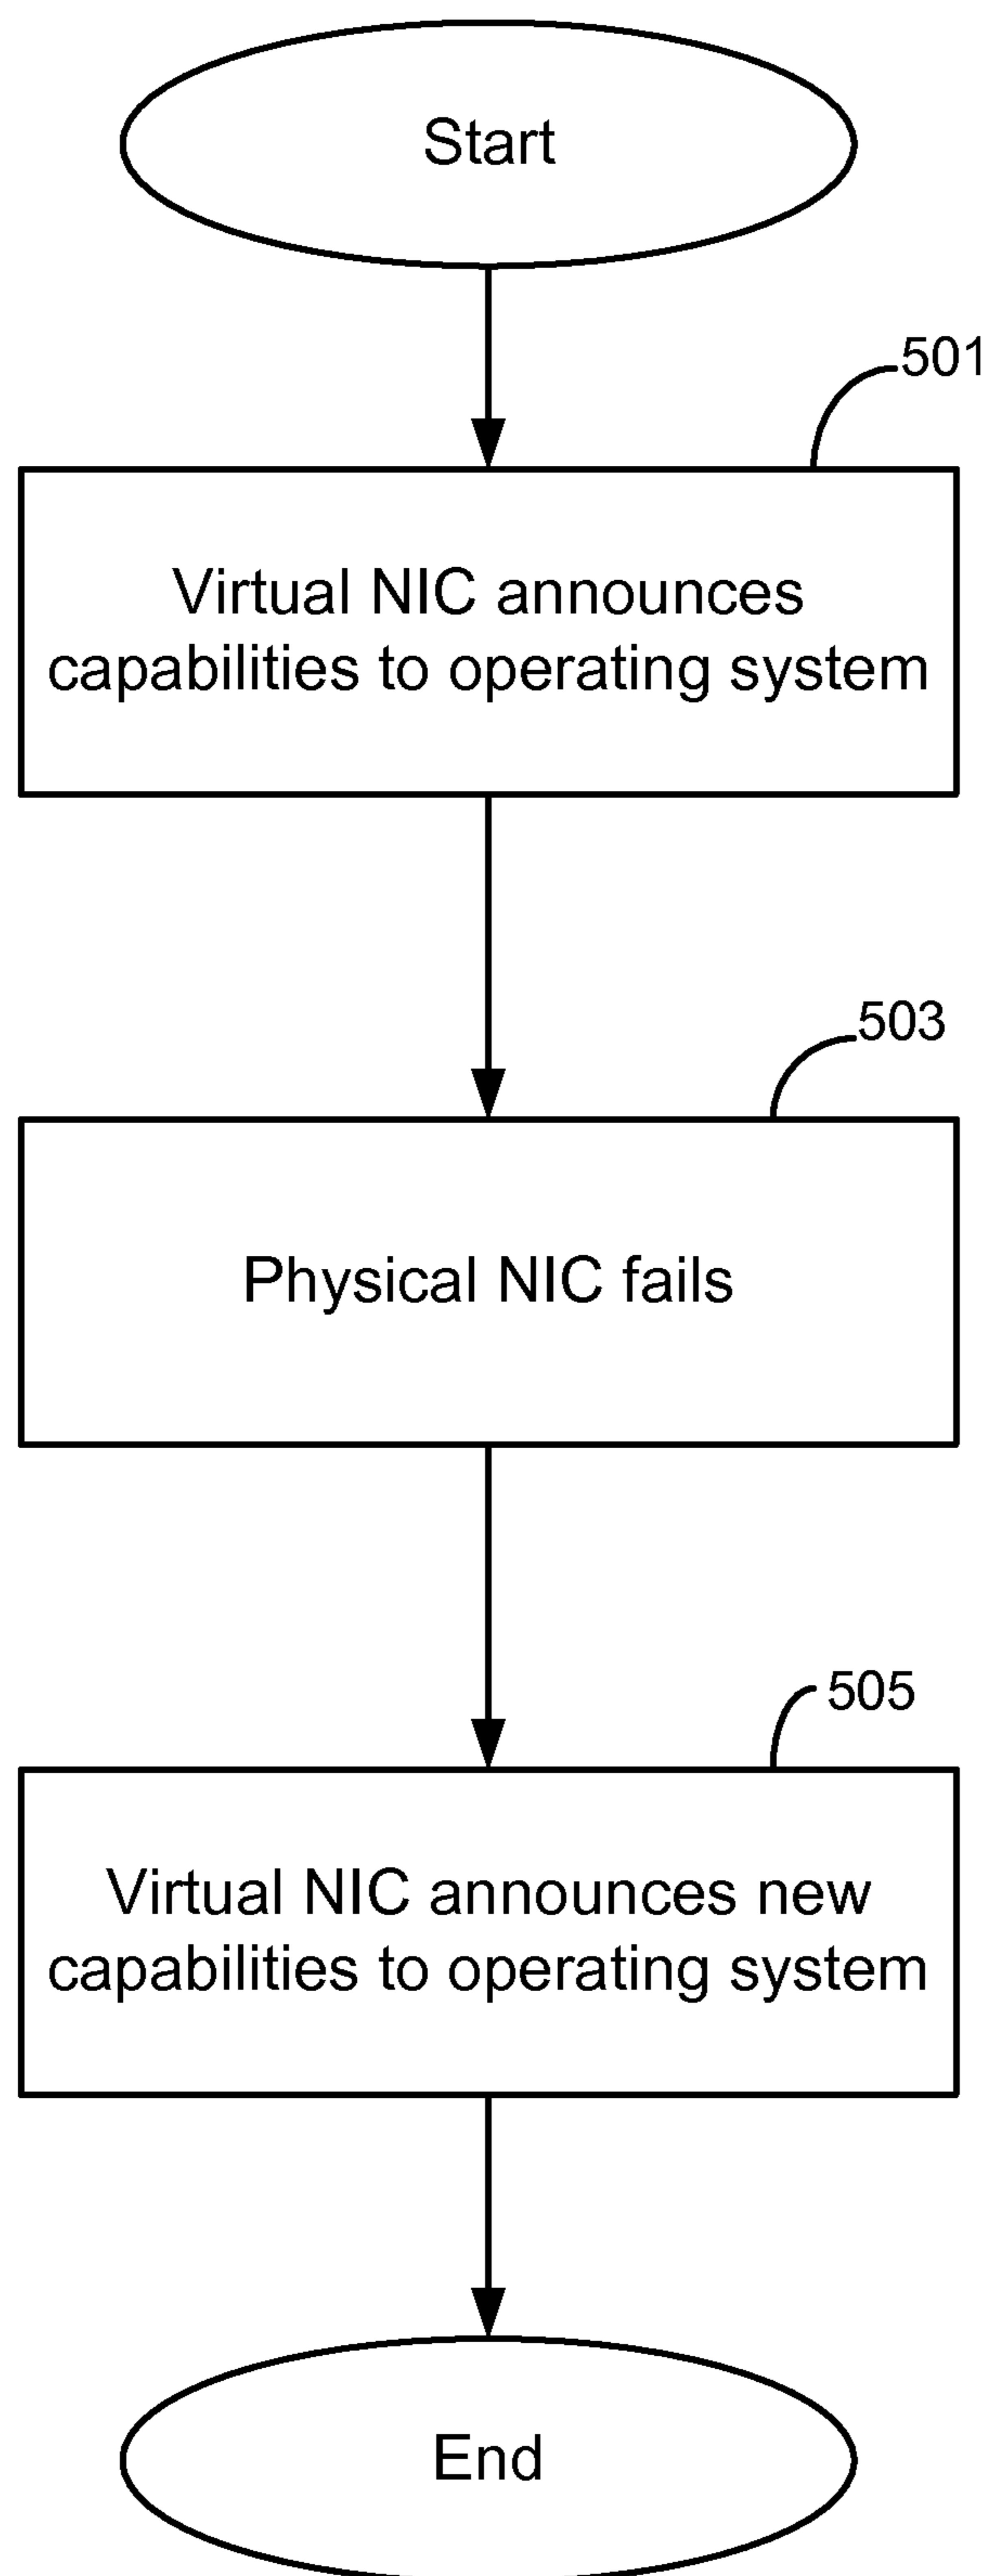 Start
501
Virtual NIC announces
capabilities to operating system
503
Physical NIC fails
505
Virtual NIC announces new
capabilities to operating system
End